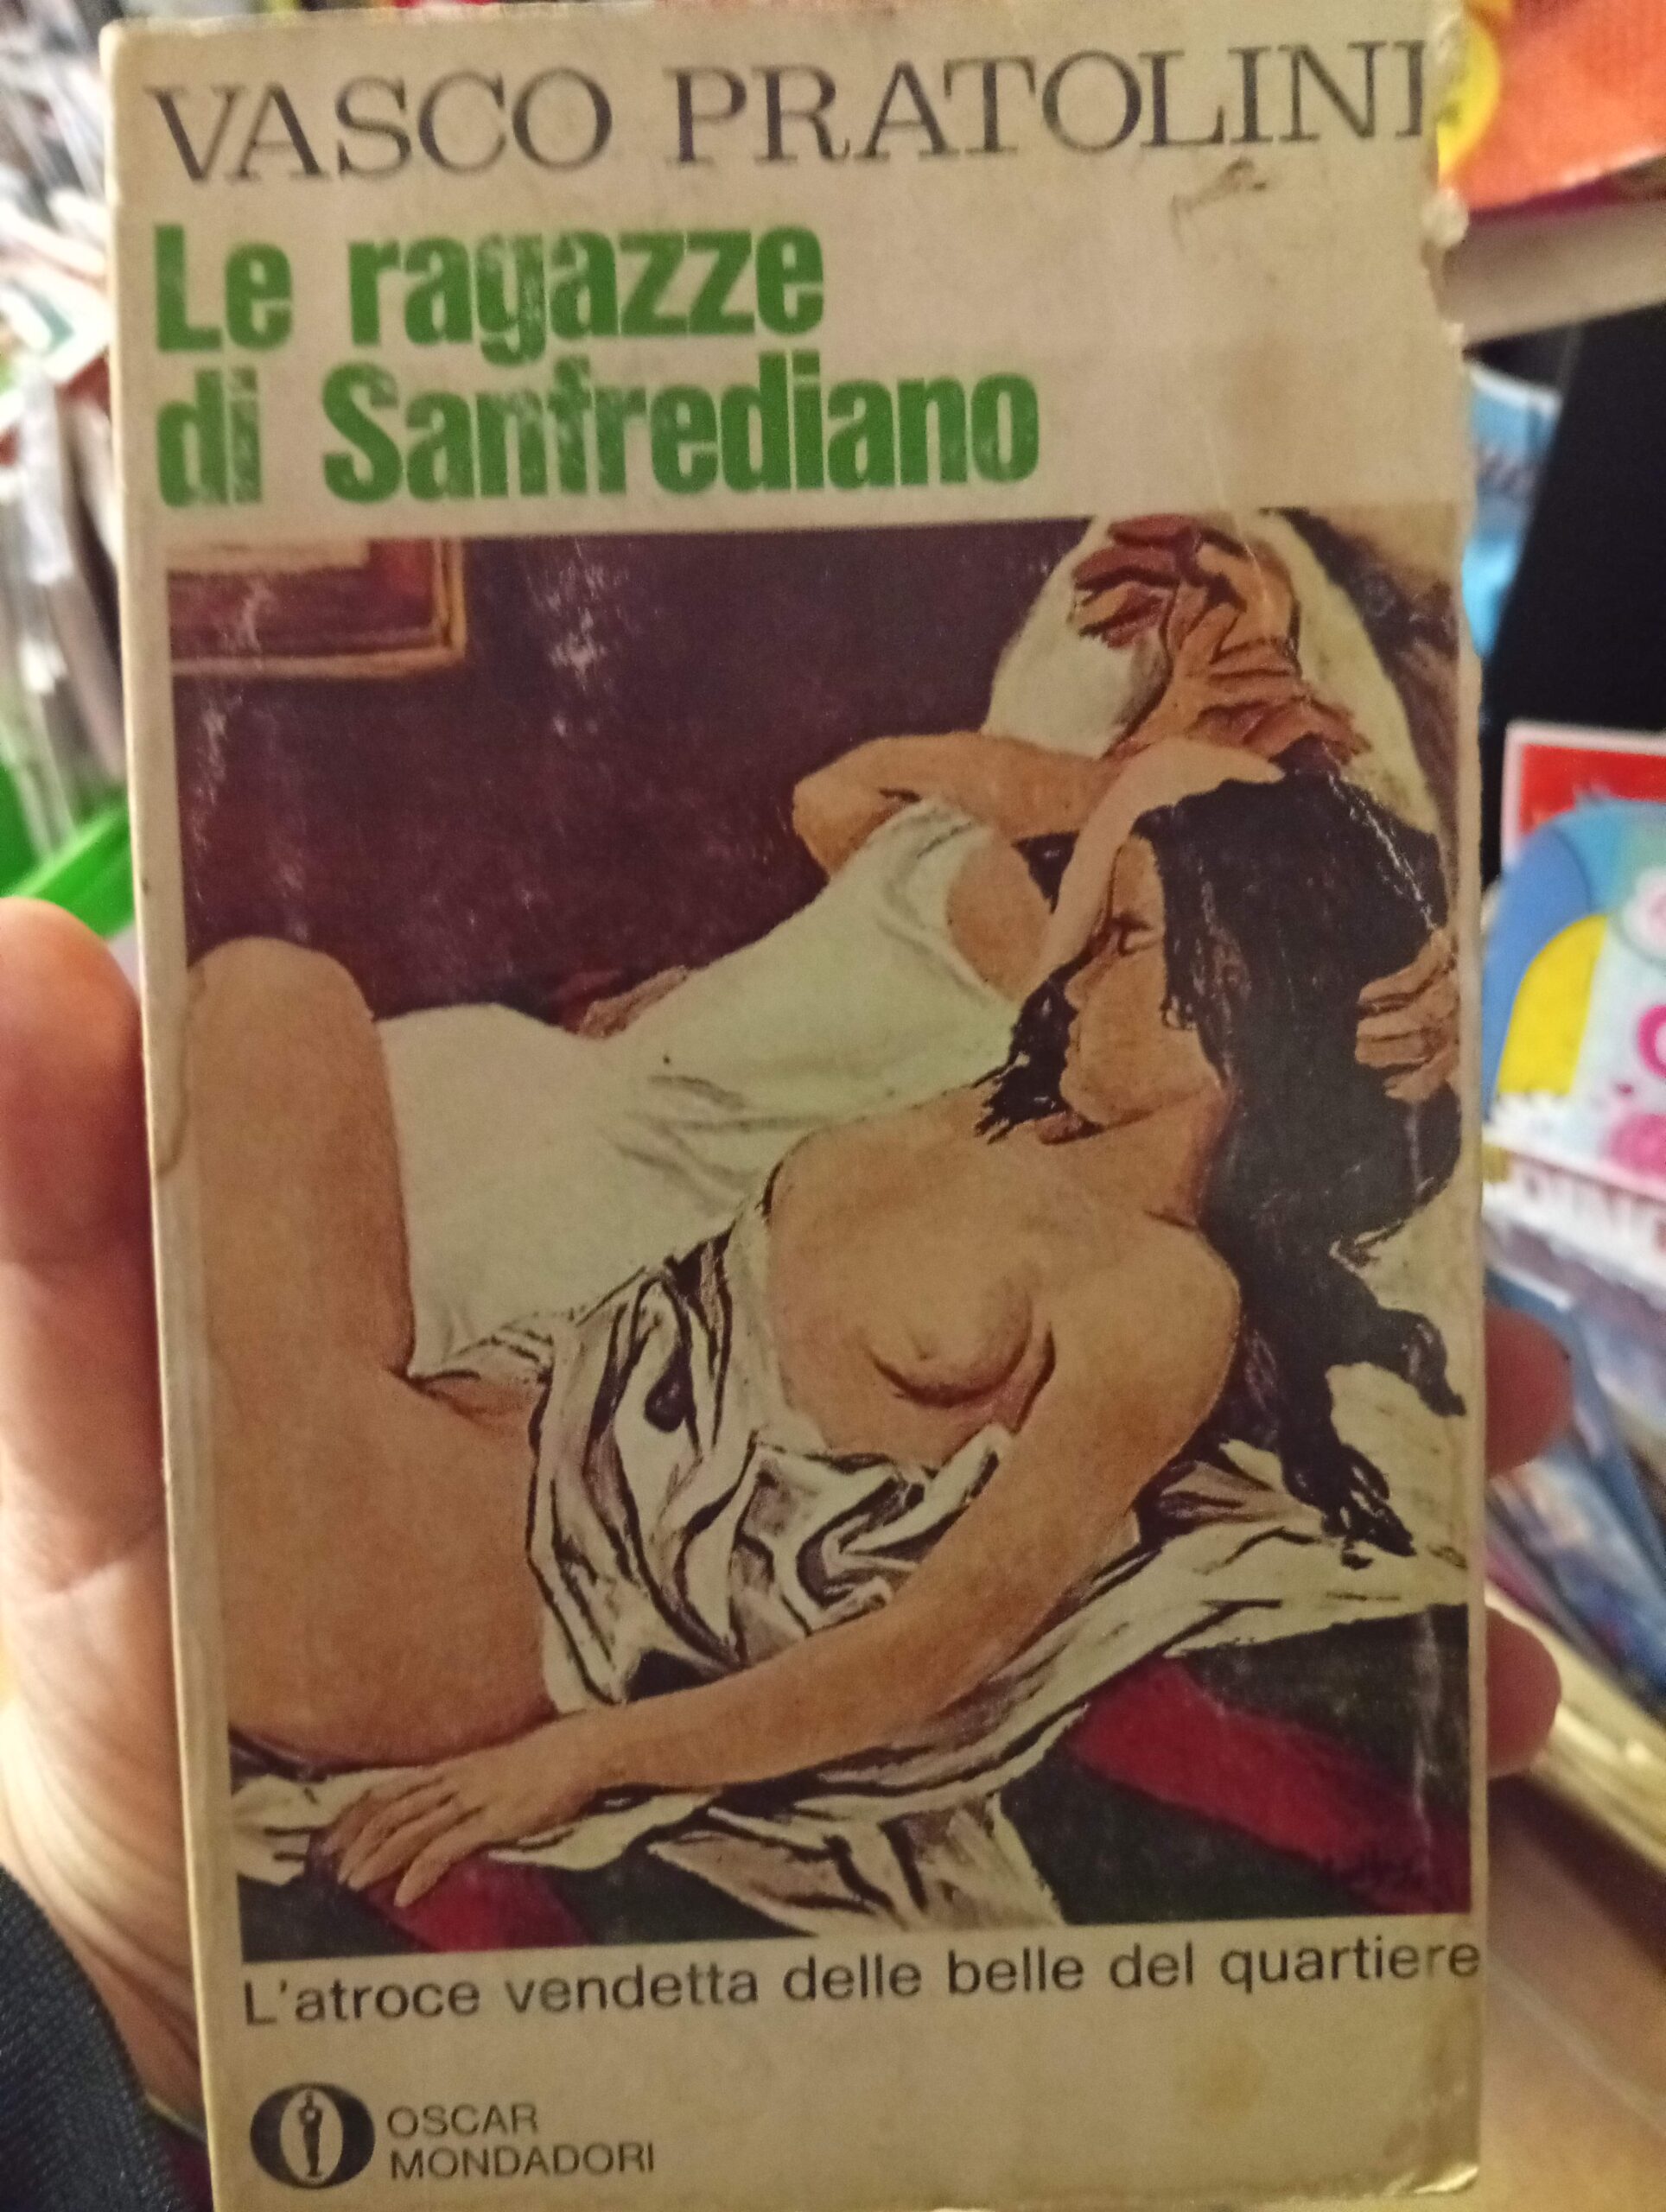 VASCO PRATOLINI
Le ragazze
di Sanfrediano
L'atroce vendetta delle belle del quartiere
OSCAR
MONDADORI